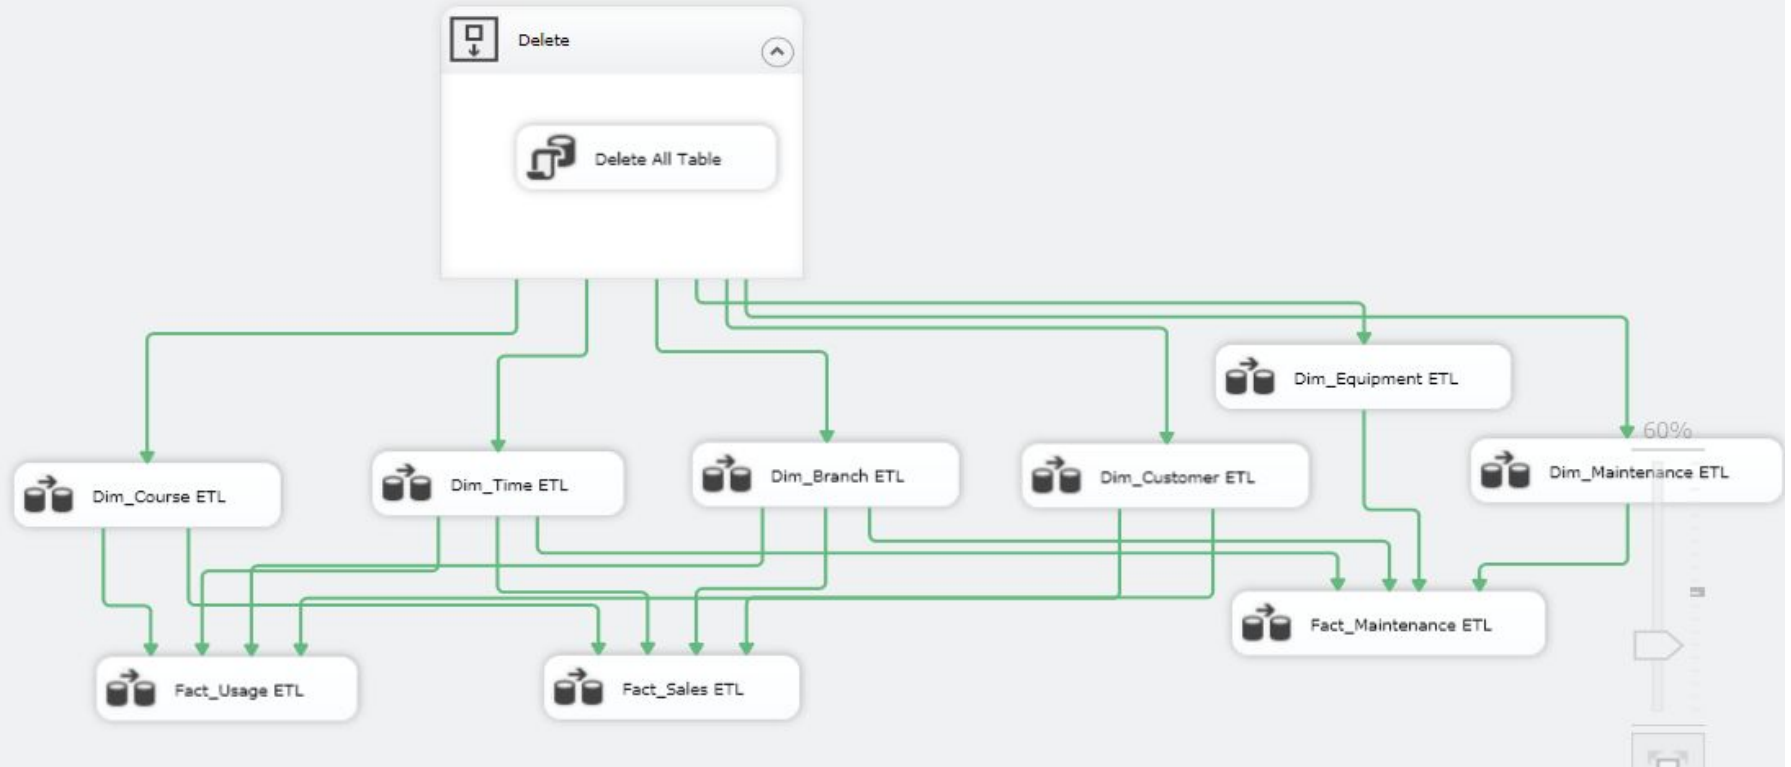 Delete
Delete All Table
Dim_Equipment ETL
60%
Dim_Course ETL
Dim_Time ETL
Dim_Branch ETL
Dim_Customer ETL
Dim_Maintenance ETL
Fact_Maintenance ETL
Fact_Usage ETL
Fact_Sales ETL